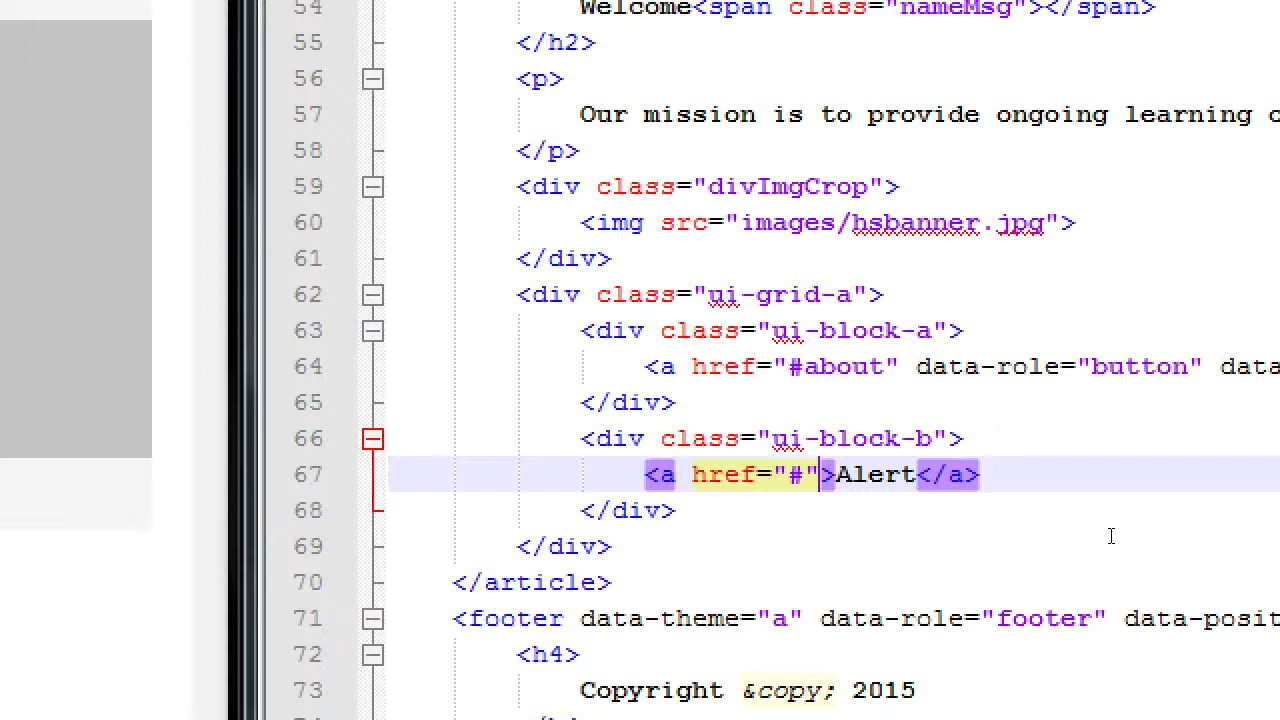 54 Welcome<span class="nameMsg"></span>
55 </h2>
56 <p>
57 Our mission is to provide ongoing learning
58 </p>
59 <div class="divImgCrop">
60 <img src="images/hsbanner.jpg">
61 </div>
62 <div class="ui-grid-a">
63 <div class="ui-block-a">
64 <a href="#about" data-role="button" data
65 </div>
66 <div class="ui-block-b">
67 <a href="#">Alert</a>
68 </div>
69 </div>
70 </article>
71 <footer data-theme="a" data-role="footer" data-posit
72 <h4>
73 Copyright &copy; 2015